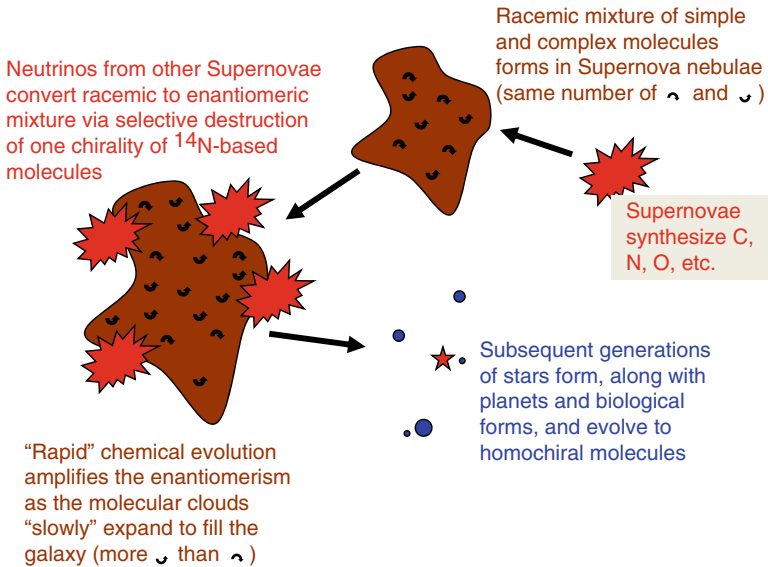 Racemic mixture of simple
and complex molecules
forms in Supernova nebulae
(same number of and )
Neutrinos from other Supernovae
convert racemic to enantiomeric
mixture via selective destruction
of one chirality of ¹⁴N-based
molecules
Supernovae
synthesize C,
N, O, etc.
Subsequent generations
of stars form, along with
planets and biological
forms, and evolve to
homochiral molecules
“Rapid” chemical evolution
amplifies the enantiomerism
as the molecular clouds
“slowly” expand to fill the
galaxy (more than )